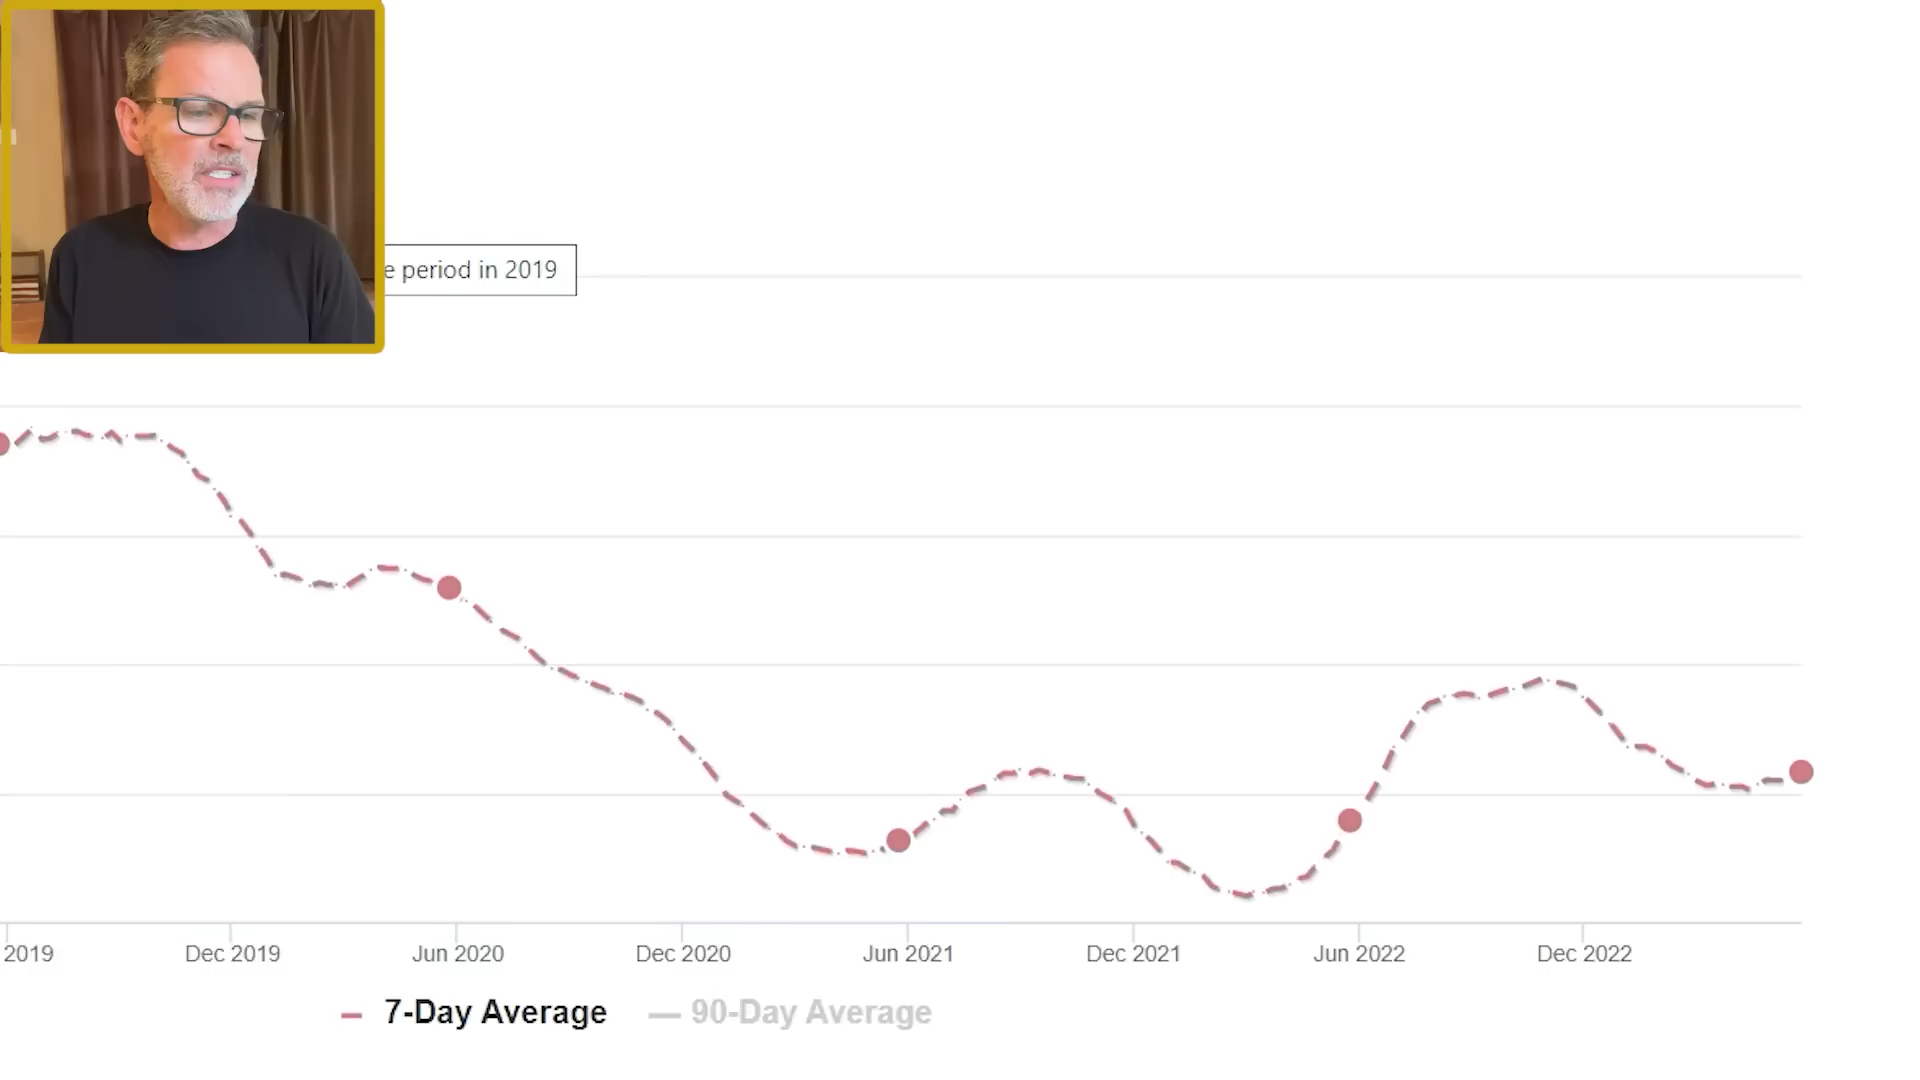 e period in 2019
2019 Dec 2019 Jun 2020 Dec 2020 Jun 2021 Dec 2021 Jun 2022 Dec 2022
7-Day Average 90-Day Average